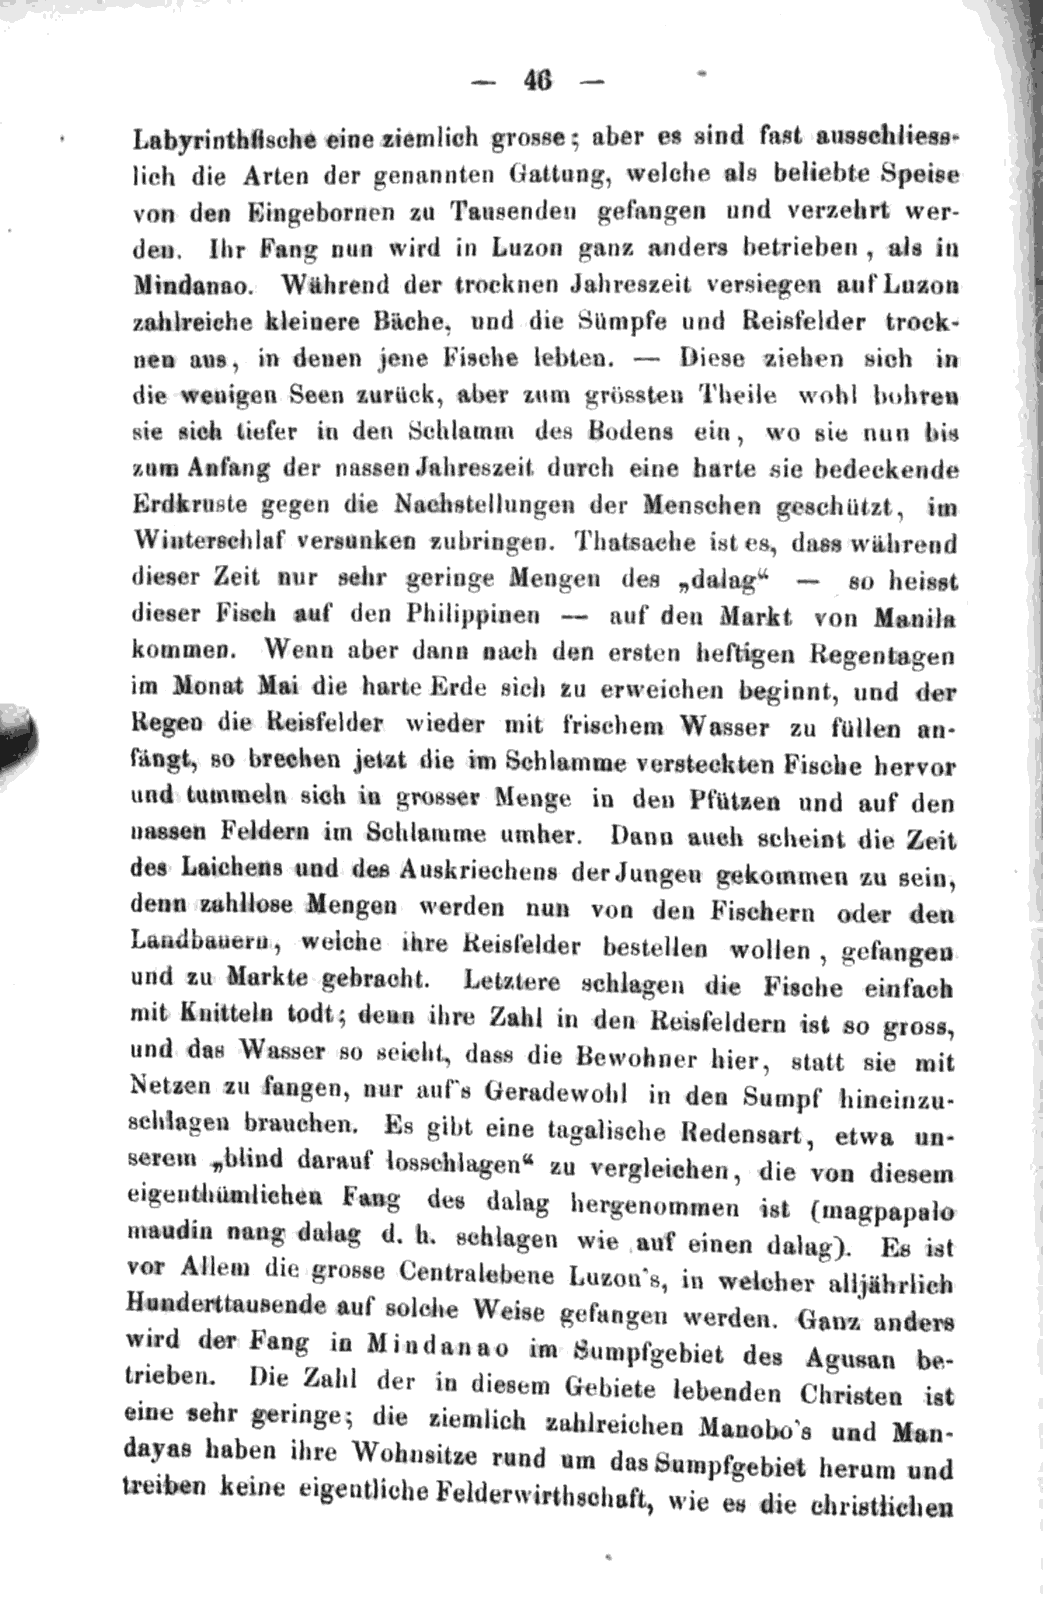 — 46 —
Labyrinthfische eine ziemlich grosse; aber es sind fast ausschliess-
lich die Arten der genannten Gattung, welche als beliebte Speise
von den Eingebornen zu Tausenden gefangen und verzehrt wer-
den. Ihr Fang nun wird in Luzon ganz anders betrieben, als in
Mindanao. Während der trocknen Jahreszeit versiegen auf Luzon
zahlreiche kleinere Bäche, und die Sümpfe und Reisfelder trock-
nen aus, in denen jene Fische lebten. — Diese ziehen sich in
die wenigen Seen zurück, aber zum grössten Theile wohl bohren
sie sich tiefer in den Schlamm des Bodens ein, wo sie nun bis
zum Anfang der nassen Jahreszeit durch eine harte sie bedeckende
Erdkruste gegen die Nachstellungen der Menschen geschützt, im
Winterschlaf versunken zubringen. Thatsache ist es, dass während
dieser Zeit nur sehr geringe Mengen des „dalag“ — so heisst
dieser Fisch auf den Philippinen — auf den Markt von Manila
kommen. Wenn aber dann nach den ersten heftigen Regentagen
im Monat Mai die harte Erde sich zu erweichen beginnt, und der
Regen die Reisfelder wieder mit frischem Wasser zu füllen an-
fängt, so brechen jetzt die im Schlamme versteckten Fische hervor
und tummeln sich in grosser Menge in den Pfützen und auf den
nassen Feldern im Schlamme umher. Dann auch scheint die Zeit
des Laichens und des Auskriechens der Jungen gekommen zu sein,
denn zahllose Mengen werden nun von den Fischern oder den
Landbauern, welche ihre Reisfelder bestellen wollen, gefangen
und zu Markte gebracht. Letztere schlagen die Fische einfach
mit Knitteln todt; denn ihre Zahl in den Reisfeldern ist so gross,
und das Wasser so seicht, dass die Bewohner hier, statt sie mit
Netzen zu fangen, nur auf's Geradewohl in den Sumpf hineinzu-
schlagen brauchen. Es gibt eine tagalische Redensart, etwa un-
serem „blind darauf losschlagen“ zu vergleichen, die von diesem
eigenthümlichen Fang des dalag hergenommen ist (magpapalo
maudin nang dalag d. h. schlagen wie auf einen dalag). Es ist
vor Allem die grosse Centralebene Luzon's, in welcher alljährlich
Hunderttausende auf solche Weise gefangen werden. Ganz anders
wird der Fang in Mindanao im Sumpfgebiet des Agusan be-
trieben. Die Zahl der in diesem Gebiete lebenden Christen ist
eine sehr geringe; die ziemlich zahlreichen Manobo's und Man-
dayas haben ihre Wohnsitze rund um das Sumpfgebiet herum und
treiben keine eigentliche Felderwirthschaft, wie es die christlichen